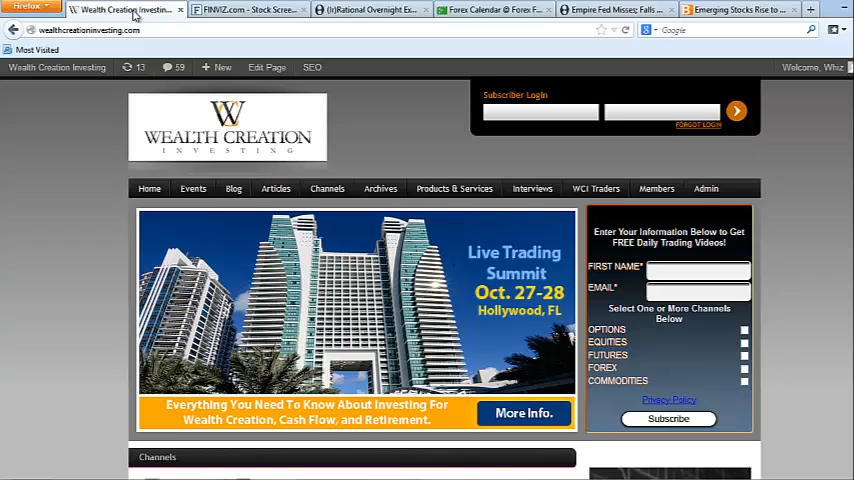 Firefox
Wealth Creation Investin...
FINVIZ.com - Stock Scree...
(Ir)Rational Overnight Ex...
Forex Calendar @ Forex F...
Empire Fed Misses; Falls ...
Emerging Stocks Rise to ...
wealthcreationinvesting.com
Google
Most Visited
Wealth Creation Investing
13
59
+ New
Edit Page
SEO
Welcome, Whiz
Subscriber Login
FORGOT LOGIN
WEALTH CREATION
INVESTING
Home
Events
Blog
Articles
Channels
Archives
Products & Services
Interviews
WCI Traders
Members
Admin
Live Trading
Summit
Oct. 27-28
Hollywood, FL
Everything You Need To Know About Investing For
Wealth Creation, Cash Flow, and Retirement.
More Info.
Enter Your Information Below to Get
FREE Daily Trading Videos!
FIRST NAME*
EMAIL*
Select One or More Channels
Below
OPTIONS
EQUITIES
FUTURES
FOREX
COMMODITIES
Privacy Policy
Subscribe
Channels